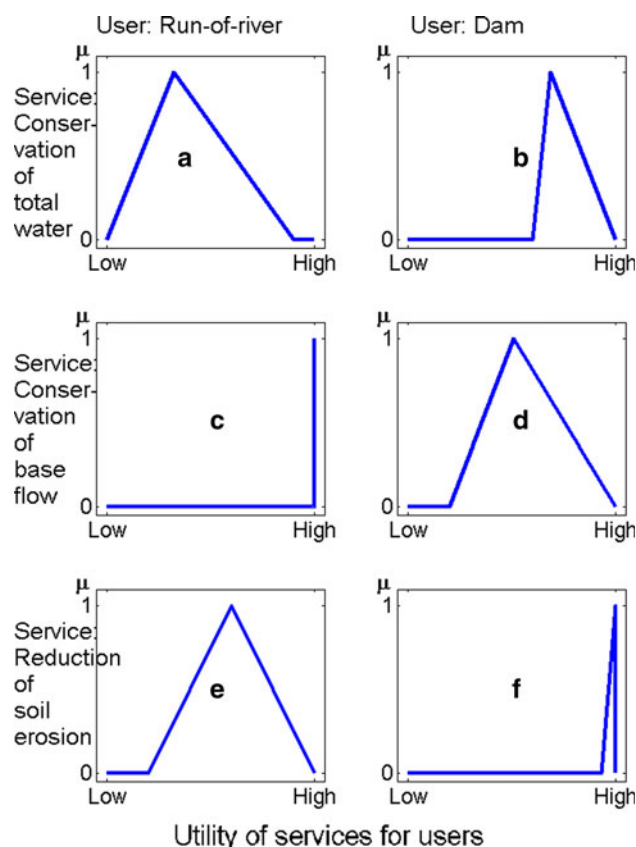 User: Run-of-river
User: Dam
Service:
Conser-
vation
of
total
water
μ
1
0
a
Low
High
μ
1
0
b
Low
High
Service:
Conser-
vation
of
base
flow
μ
1
0
c
Low
High
μ
1
0
d
Low
High
Service:
Reduction
of
soil
erosion
μ
1
0
e
Low
High
μ
1
0
f
Low
High
Utility of services for users